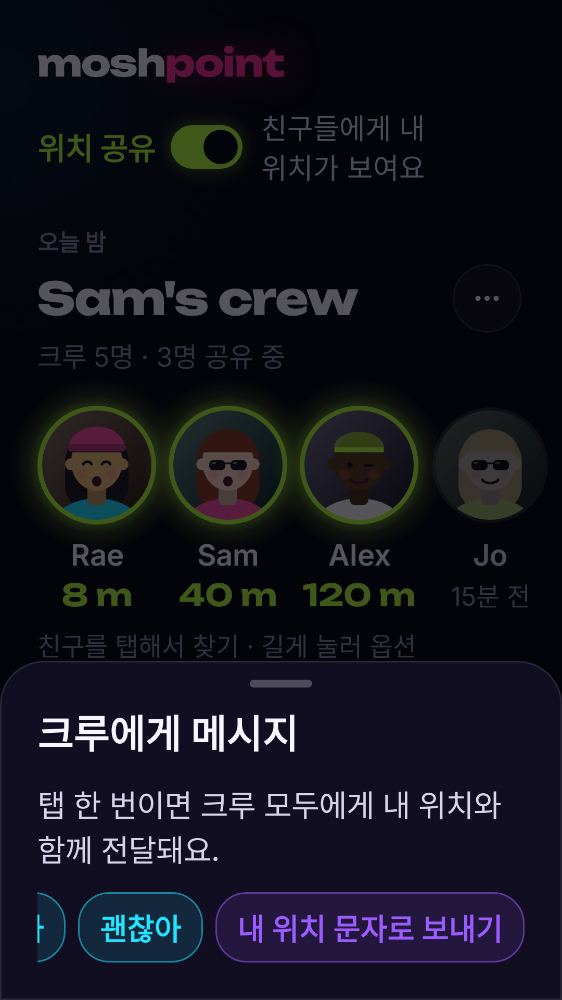 moshpoint
위치 공유
친구들에게 내
위치가 보여요
오늘 밤
Sam's crew
크루 5명 · 3명 공유 중
Rae
Sam
Alex
Jo
8 m
40 m
120 m
15분 전
친구를 탭해서 찾기 · 길게 눌러 옵션
크루에게 메시지
탭 한 번이면 크루 모두에게 내 위치와
함께 전달돼요.
괜찮아
내 위치 문자로 보내기